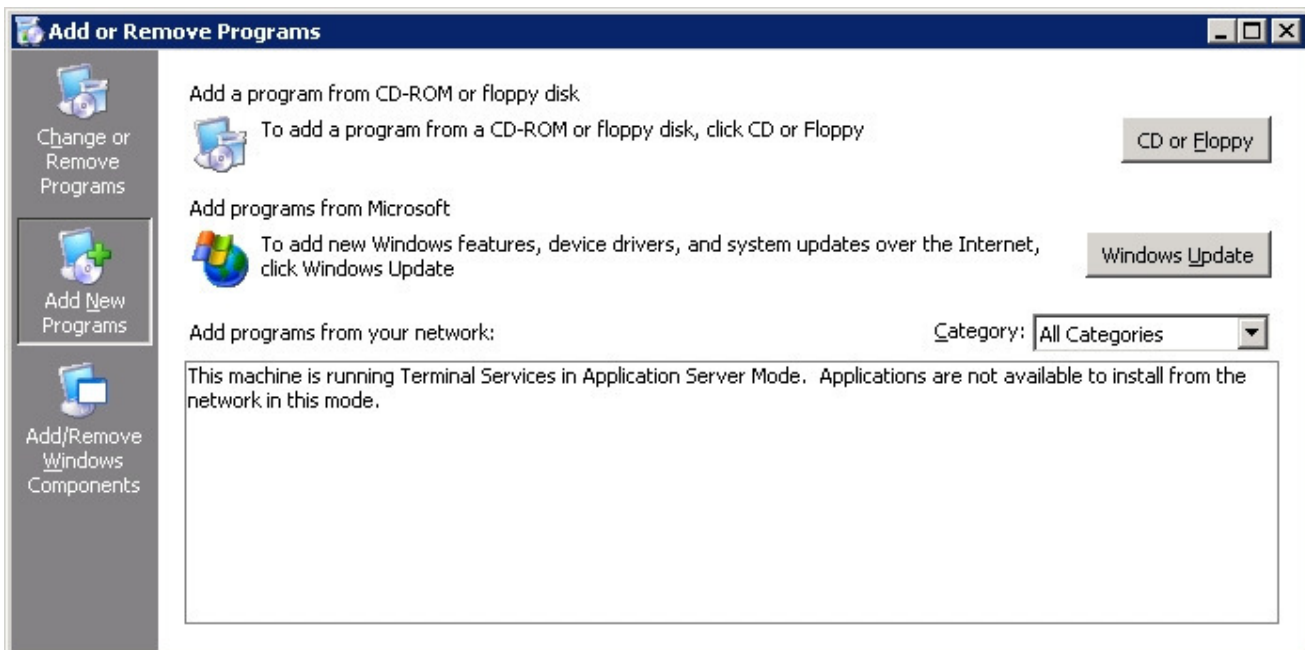 Add or Remove Programs
Change or
Remove
Programs
Add New
Programs
Add/Remove
Windows
Components
Add a program from CD-ROM or floppy disk
To add a program from a CD-ROM or floppy disk, click CD or Floppy
CD or Floppy
Add programs from Microsoft
To add new Windows features, device drivers, and system updates over the Internet,
click Windows Update
Windows Update
Add programs from your network:
Category: All Categories
This machine is running Terminal Services in Application Server Mode.  Applications are not available to install from the
network in this mode.